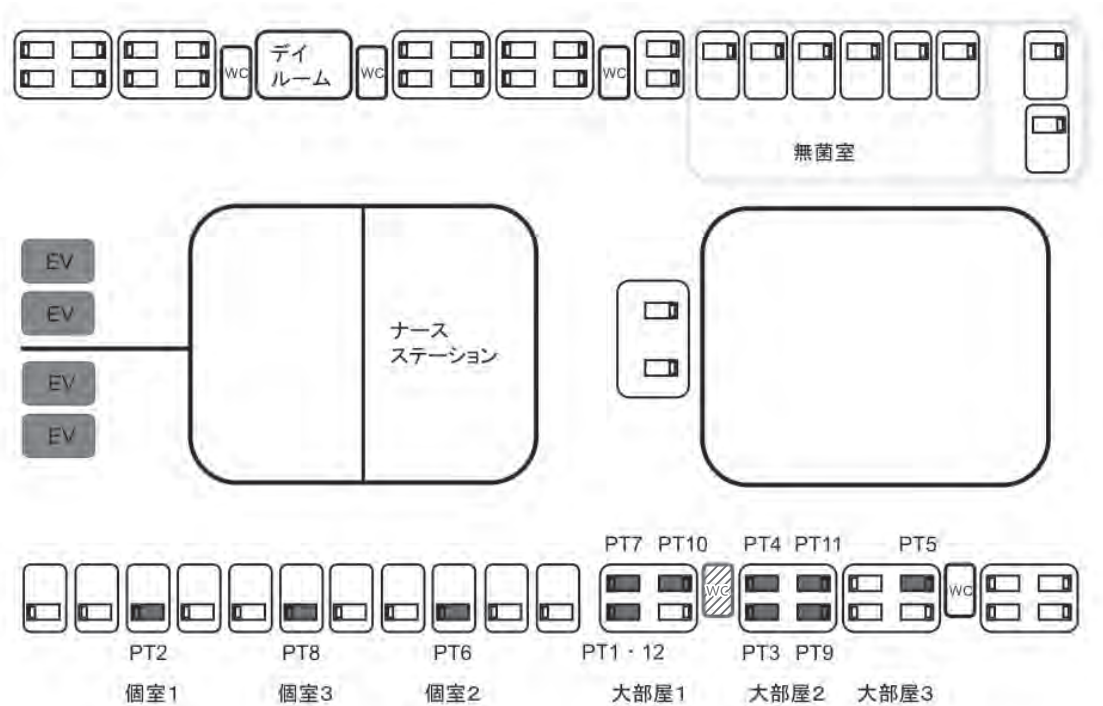 デイ
ルーム
WC
WC
WC
無菌室
EV
EV
EV
EV
ナース
ステーション
PT7 PT10 PT4 PT11 PT5
WC
WC
PT2 PT8 PT6 PT1・12 PT3 PT9
個室1 個室3 個室2 大部屋1 大部屋2 大部屋3